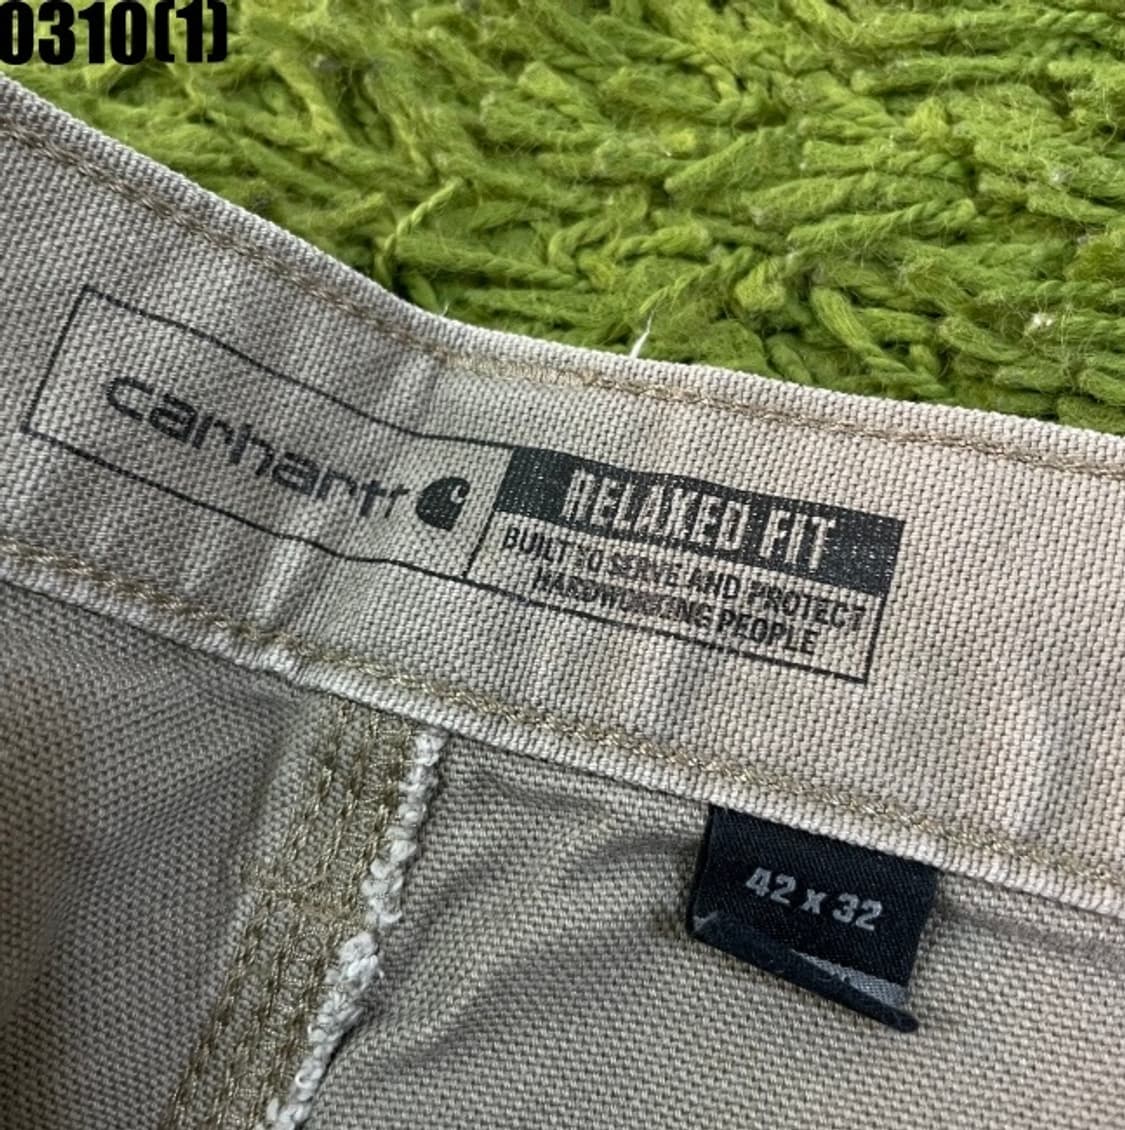 0310(1)
carhartt
RELAXED FIT
BUILT TO SERVE AND PROTECT
HARDWORKING PEOPLE
42 x 32